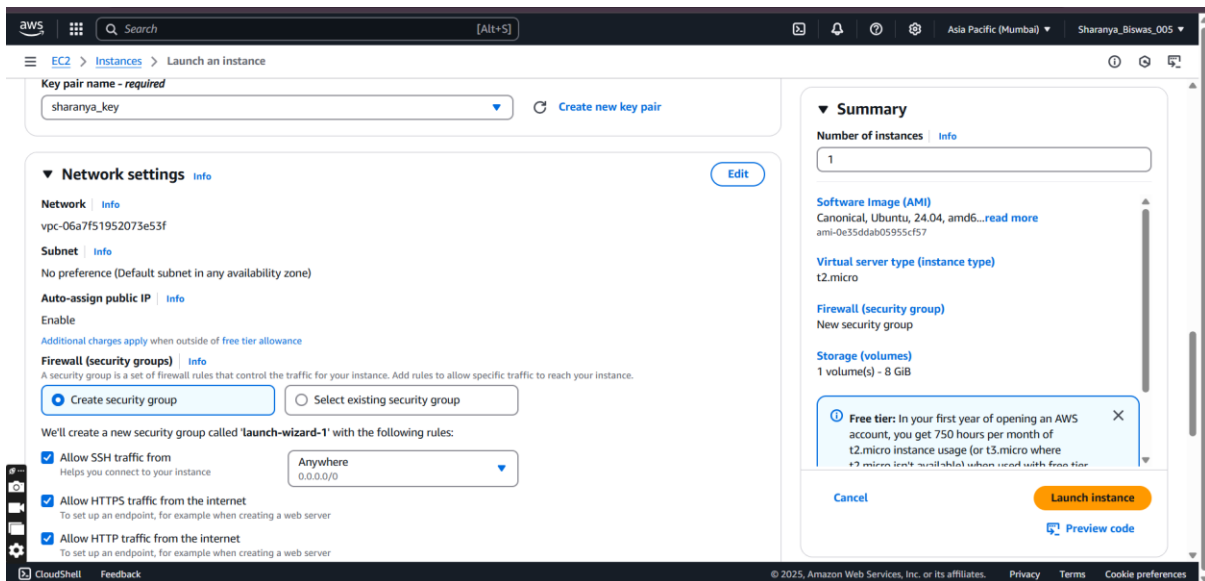 aws
Search
[Alt+S]
Asia Pacific (Mumbai) ▼
Sharanya_Biswas_005 ▼
EC2 > Instances > Launch an instance
Key pair name - required
sharanya_key
Create new key pair
▼ Network settings Info
Edit
Network Info
vpc-06a7f51952073e53f
Subnet Info
No preference (Default subnet in any availability zone)
Auto-assign public IP Info
Enable
Additional charges apply when outside of free tier allowance
Firewall (security groups) Info
A security group is a set of firewall rules that control the traffic for your instance. Add rules to allow specific traffic to reach your instance.
Create security group
Select existing security group
We'll create a new security group called 'launch-wizard-1' with the following rules:
Allow SSH traffic from
Helps you connect to your instance
Anywhere
0.0.0.0/0
Allow HTTPS traffic from the internet
To set up an endpoint, for example when creating a web server
Allow HTTP traffic from the internet
To set up an endpoint, for example when creating a web server
▼ Summary
Number of instances Info
1
Software Image (AMI)
Canonical, Ubuntu, 24.04, amd6...read more
ami-0e35ddab05955cf57
Virtual server type (instance type)
t2.micro
Firewall (security group)
New security group
Storage (volumes)
1 volume(s) - 8 GiB
Free tier: In your first year of opening an AWS
account, you get 750 hours per month of
t2.micro instance usage (or t3.micro where
t2.micro isn't available) when used with free tier
Cancel
Launch instance
Preview code
CloudShell Feedback
© 2025, Amazon Web Services, Inc. or its affiliates. Privacy Terms Cookie preferences